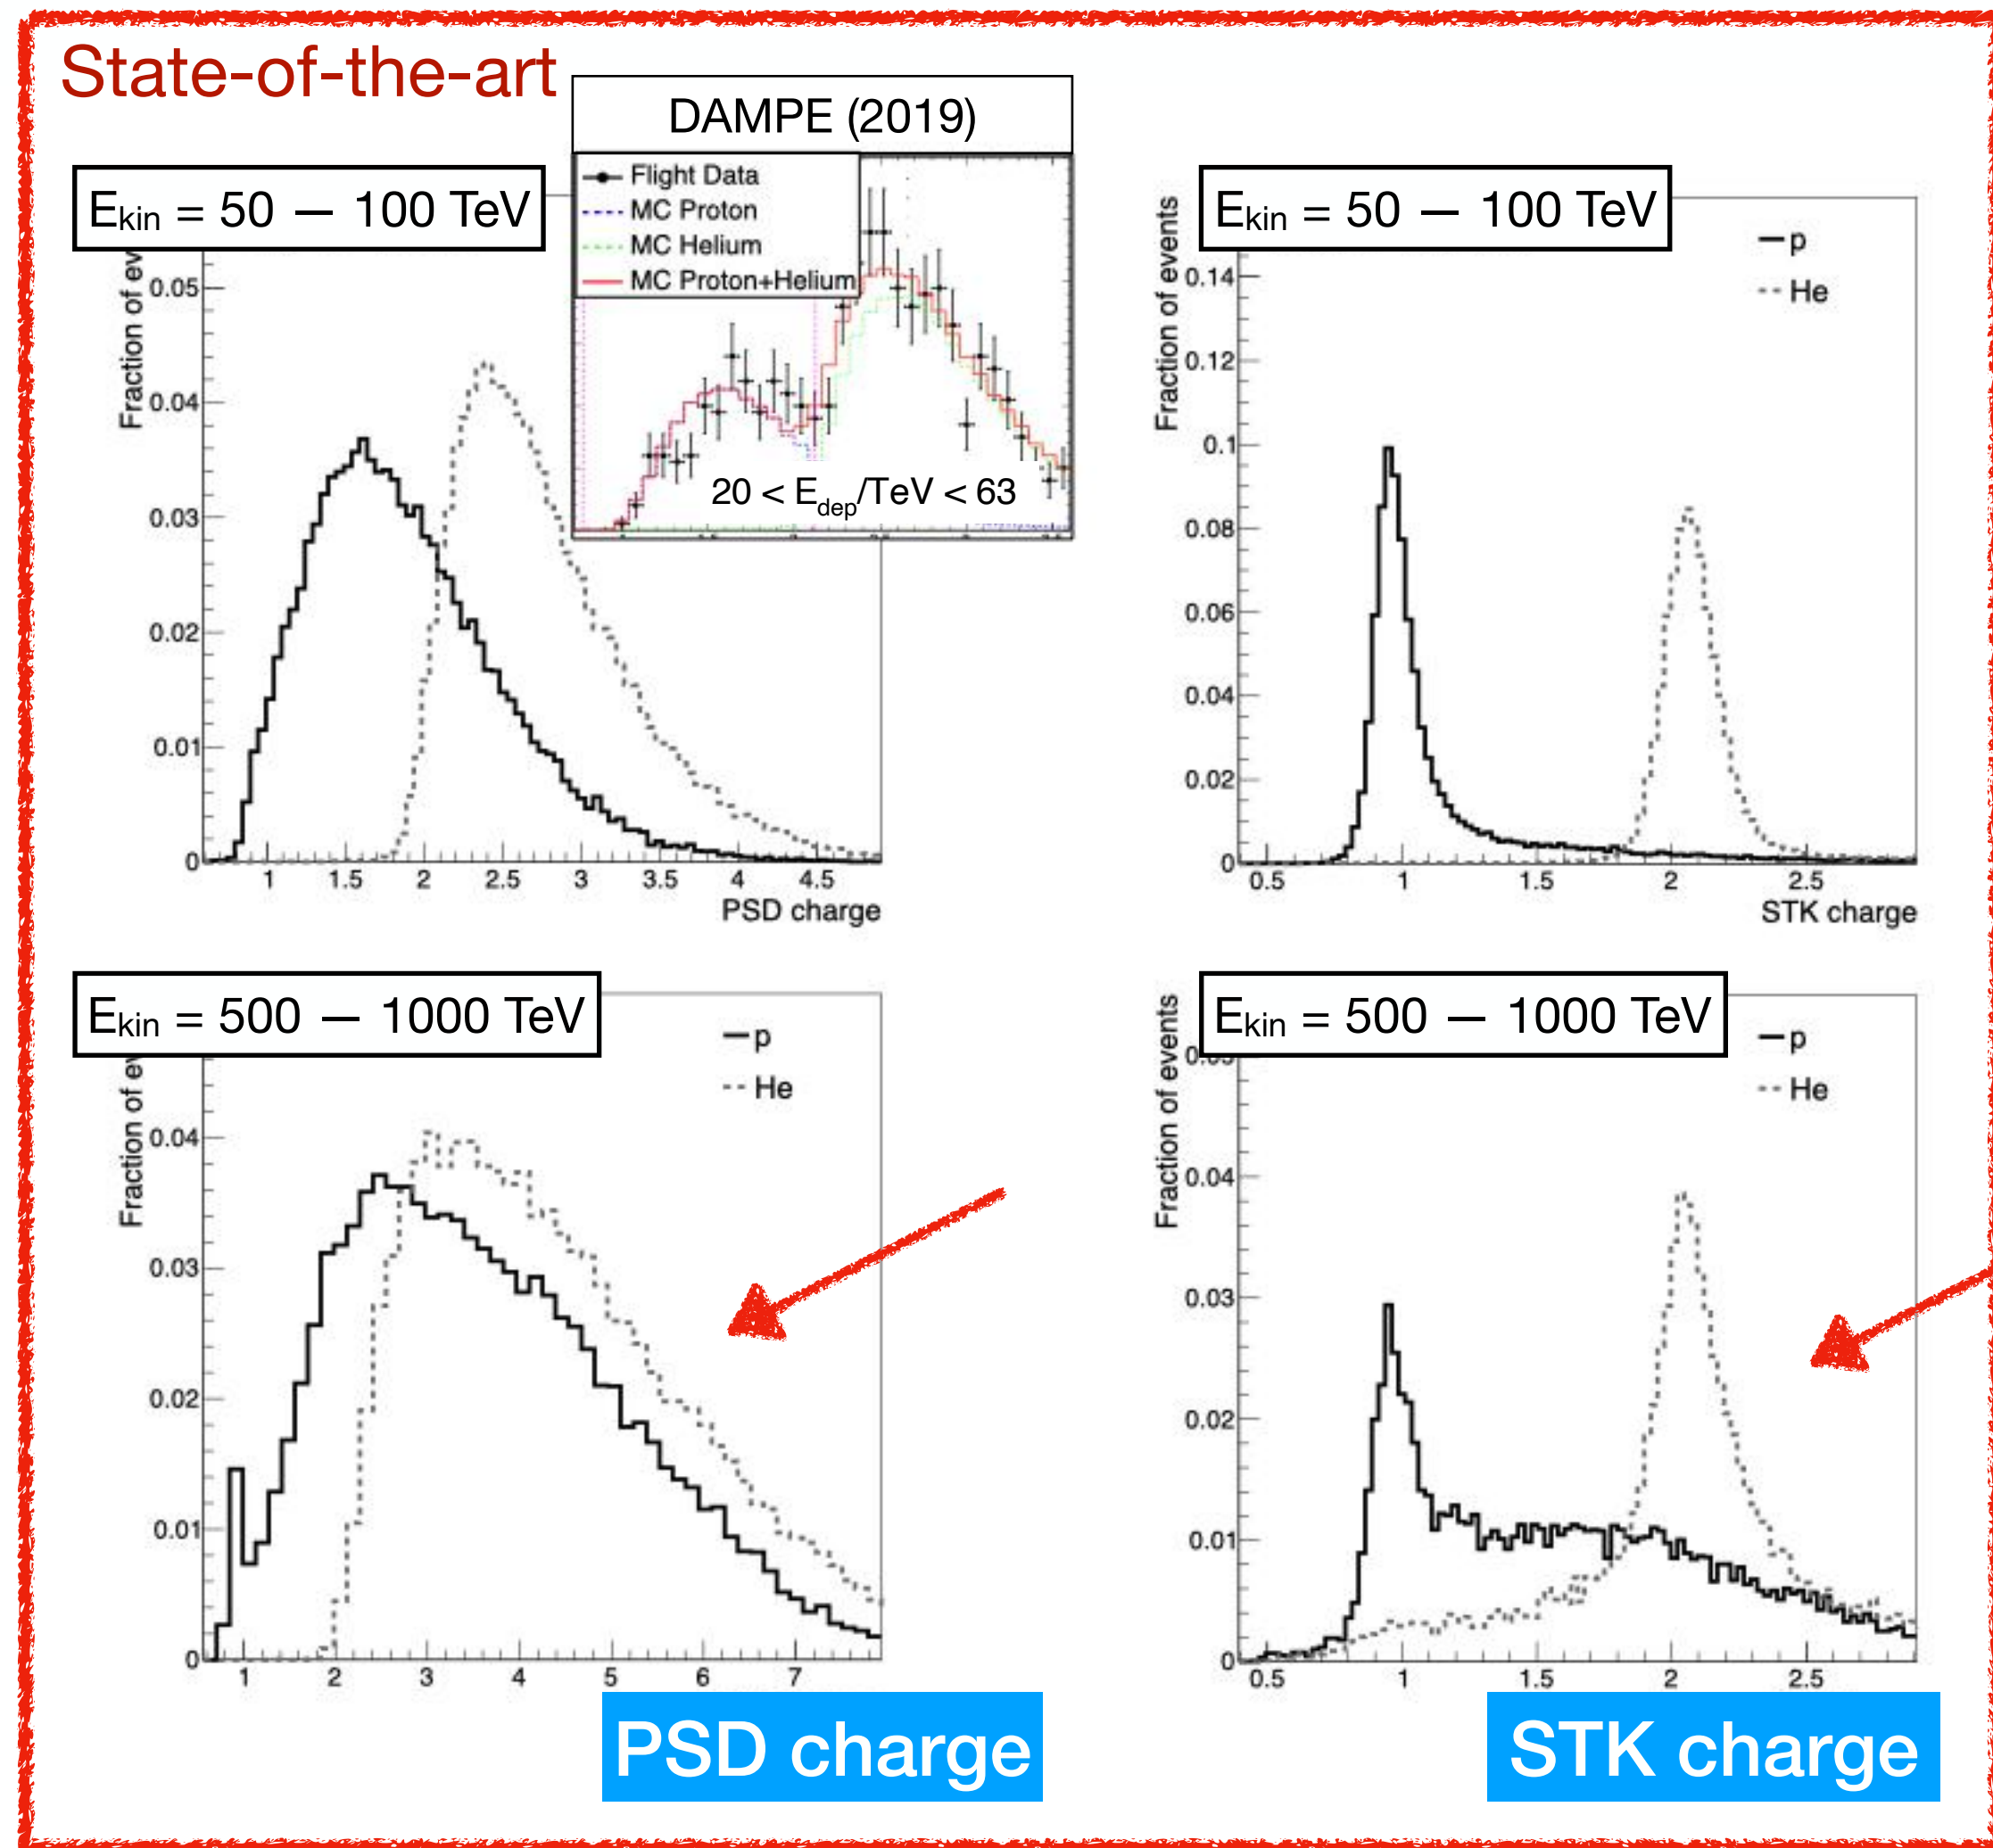 State-of-the-art
DAMPE (2019)
Flight Data
MC Proton
MC Helium
MC Proton+Helium
20 < Edep/TeV < 63
Ekin = 50 — 100 TeV
Fraction of ev
0.05
0.04
0.03
0.02
0.01
0
1 1.5 2 2.5 3 3.5 4 4.5
PSD charge
Ekin = 50 — 100 TeV
p
He
Fraction of events
0.14
0.12
0.1
0.08
0.06
0.04
0.02
0
0.5 1 1.5 2 2.5
STK charge
Ekin = 500 — 1000 TeV
p
He
Fraction of ev
0.04
0.03
0.02
0.01
0
1 2 3 4 5 6 7
PSD charge
Ekin = 500 — 1000 TeV
p
He
Fraction of events
0.04
0.03
0.02
0.01
0
0.5 1 1.5 2 2.5
STK charge